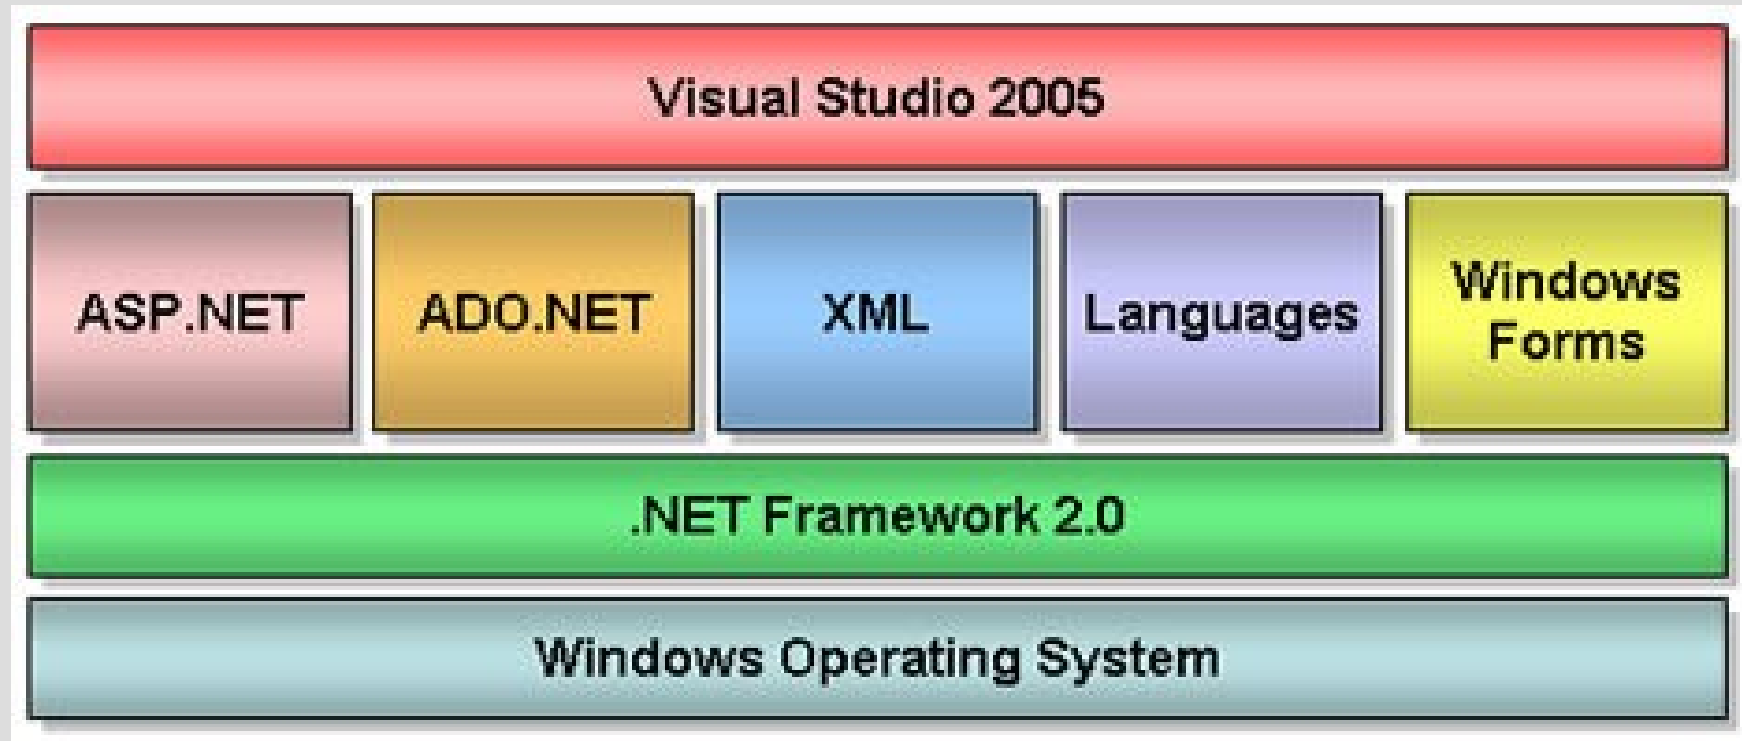 Visual Studio 2005
ASP.NET
ADO.NET
XML
Languages
Windows
Forms
.NET Framework 2.0
Windows Operating System